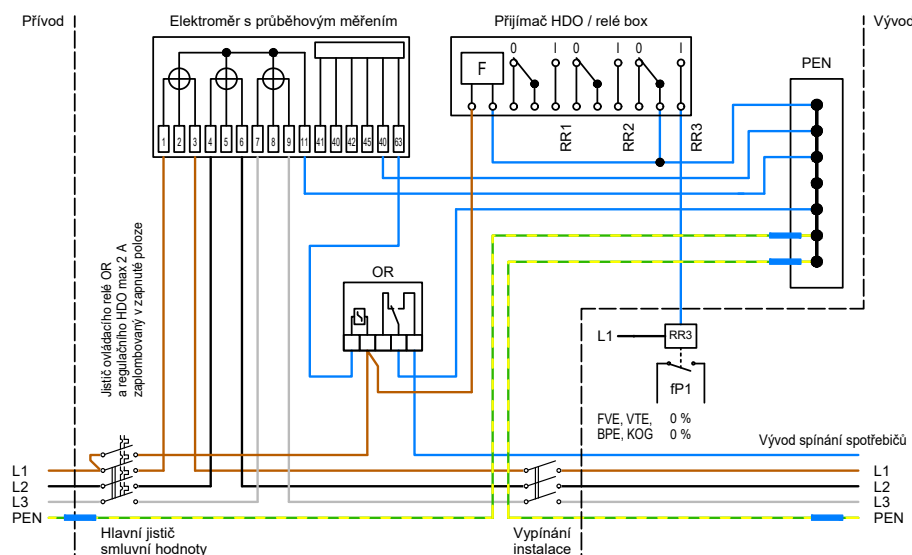 Přívod
Elektroměr s průběhovým měřením
Přijímač HDO / relé box
Vývod
0 I 0 I 0 I
F
PEN
1 2 3 4 5 6 7 8 9 11 41 40 42 45 40 63
RR1
RR2
RR3
Jistič ovládacího relé OR
a regulačního HDO max 2 A
zaplombovaný v zapnuté poloze
OR
L1
RR3
fP1
FVE, VTE, 0 %
BPE, KOG 0 %
Vývod spínání spotřebičů
L1
L2
L3
PEN
L1
L2
L3
PEN
Hlavní jistič
smluvní hodnoty
Vypínání
instalace